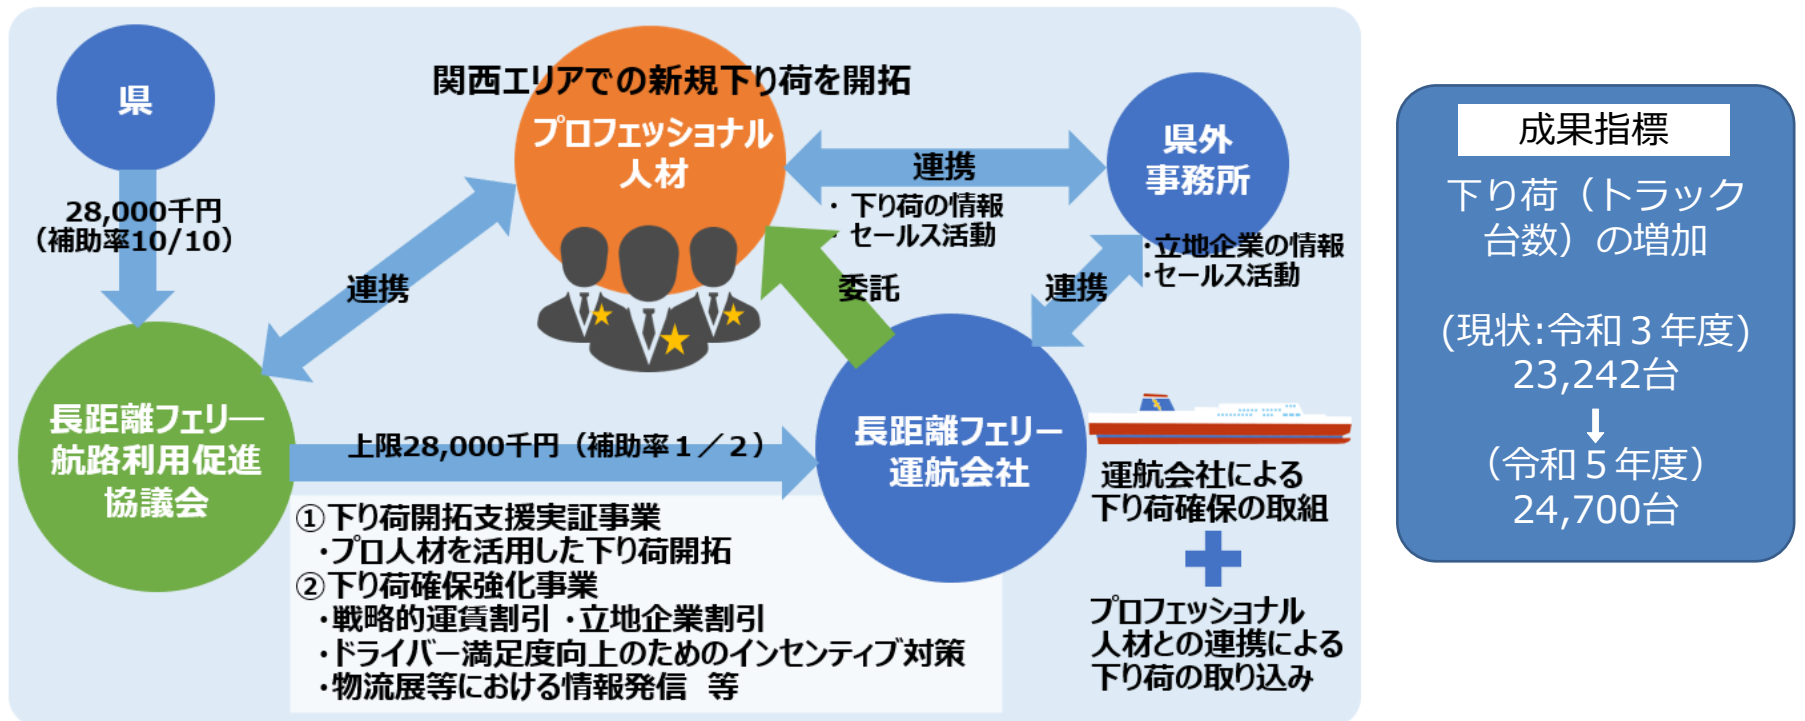 関西エリアでの新規下り荷を開拓
県
プロフェッショナル
人材
28,000千円
（補助率10/10）
連携
連携
・ 下り荷の情報
・ セールス活動
県外
事務所
・立地企業の情報
・セールス活動
連携
委託
長距離フェリー
航路利用促進
協議会
上限28,000千円（補助率１／２）
長距離フェリー
運航会社
①下り荷開拓支援実証事業
・プロ人材を活用した下り荷開拓
②下り荷確保強化事業
・戦略的運賃割引 ・立地企業割引
・ドライバー満足度向上のためのインセンティブ対策
・物流展等における情報発信　等
運航会社による
下り荷確保の取組
プロフェッショナル
人材との連携による
下り荷の取り込み
成果指標
下り荷（トラック
台数）の増加
(現状:令和３年度)
23,242台
（令和５年度）
24,700台